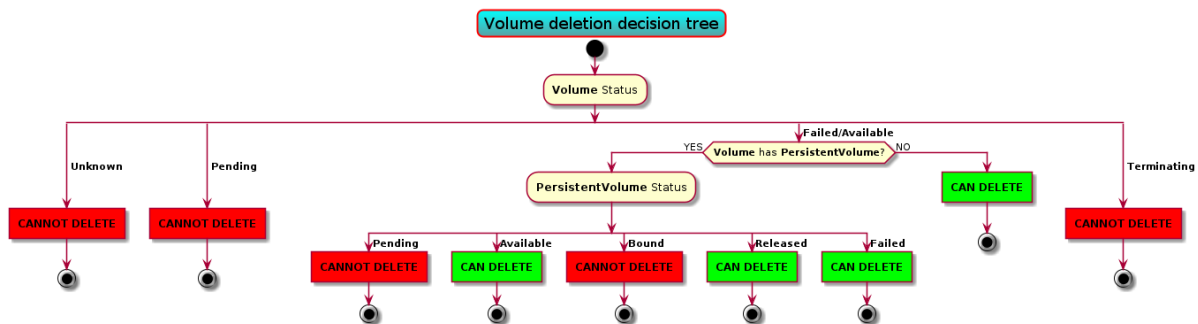 Volume deletion decision tree
Volume Status
Failed/Available
YES
Volume has PersistentVolume?
NO
Unknown
Pending
Terminating
PersistentVolume Status
CAN DELETE
CANNOT DELETE
CANNOT DELETE
CANNOT DELETE
Pending
Available
Bound
Released
Failed
CANNOT DELETE
CAN DELETE
CANNOT DELETE
CAN DELETE
CAN DELETE